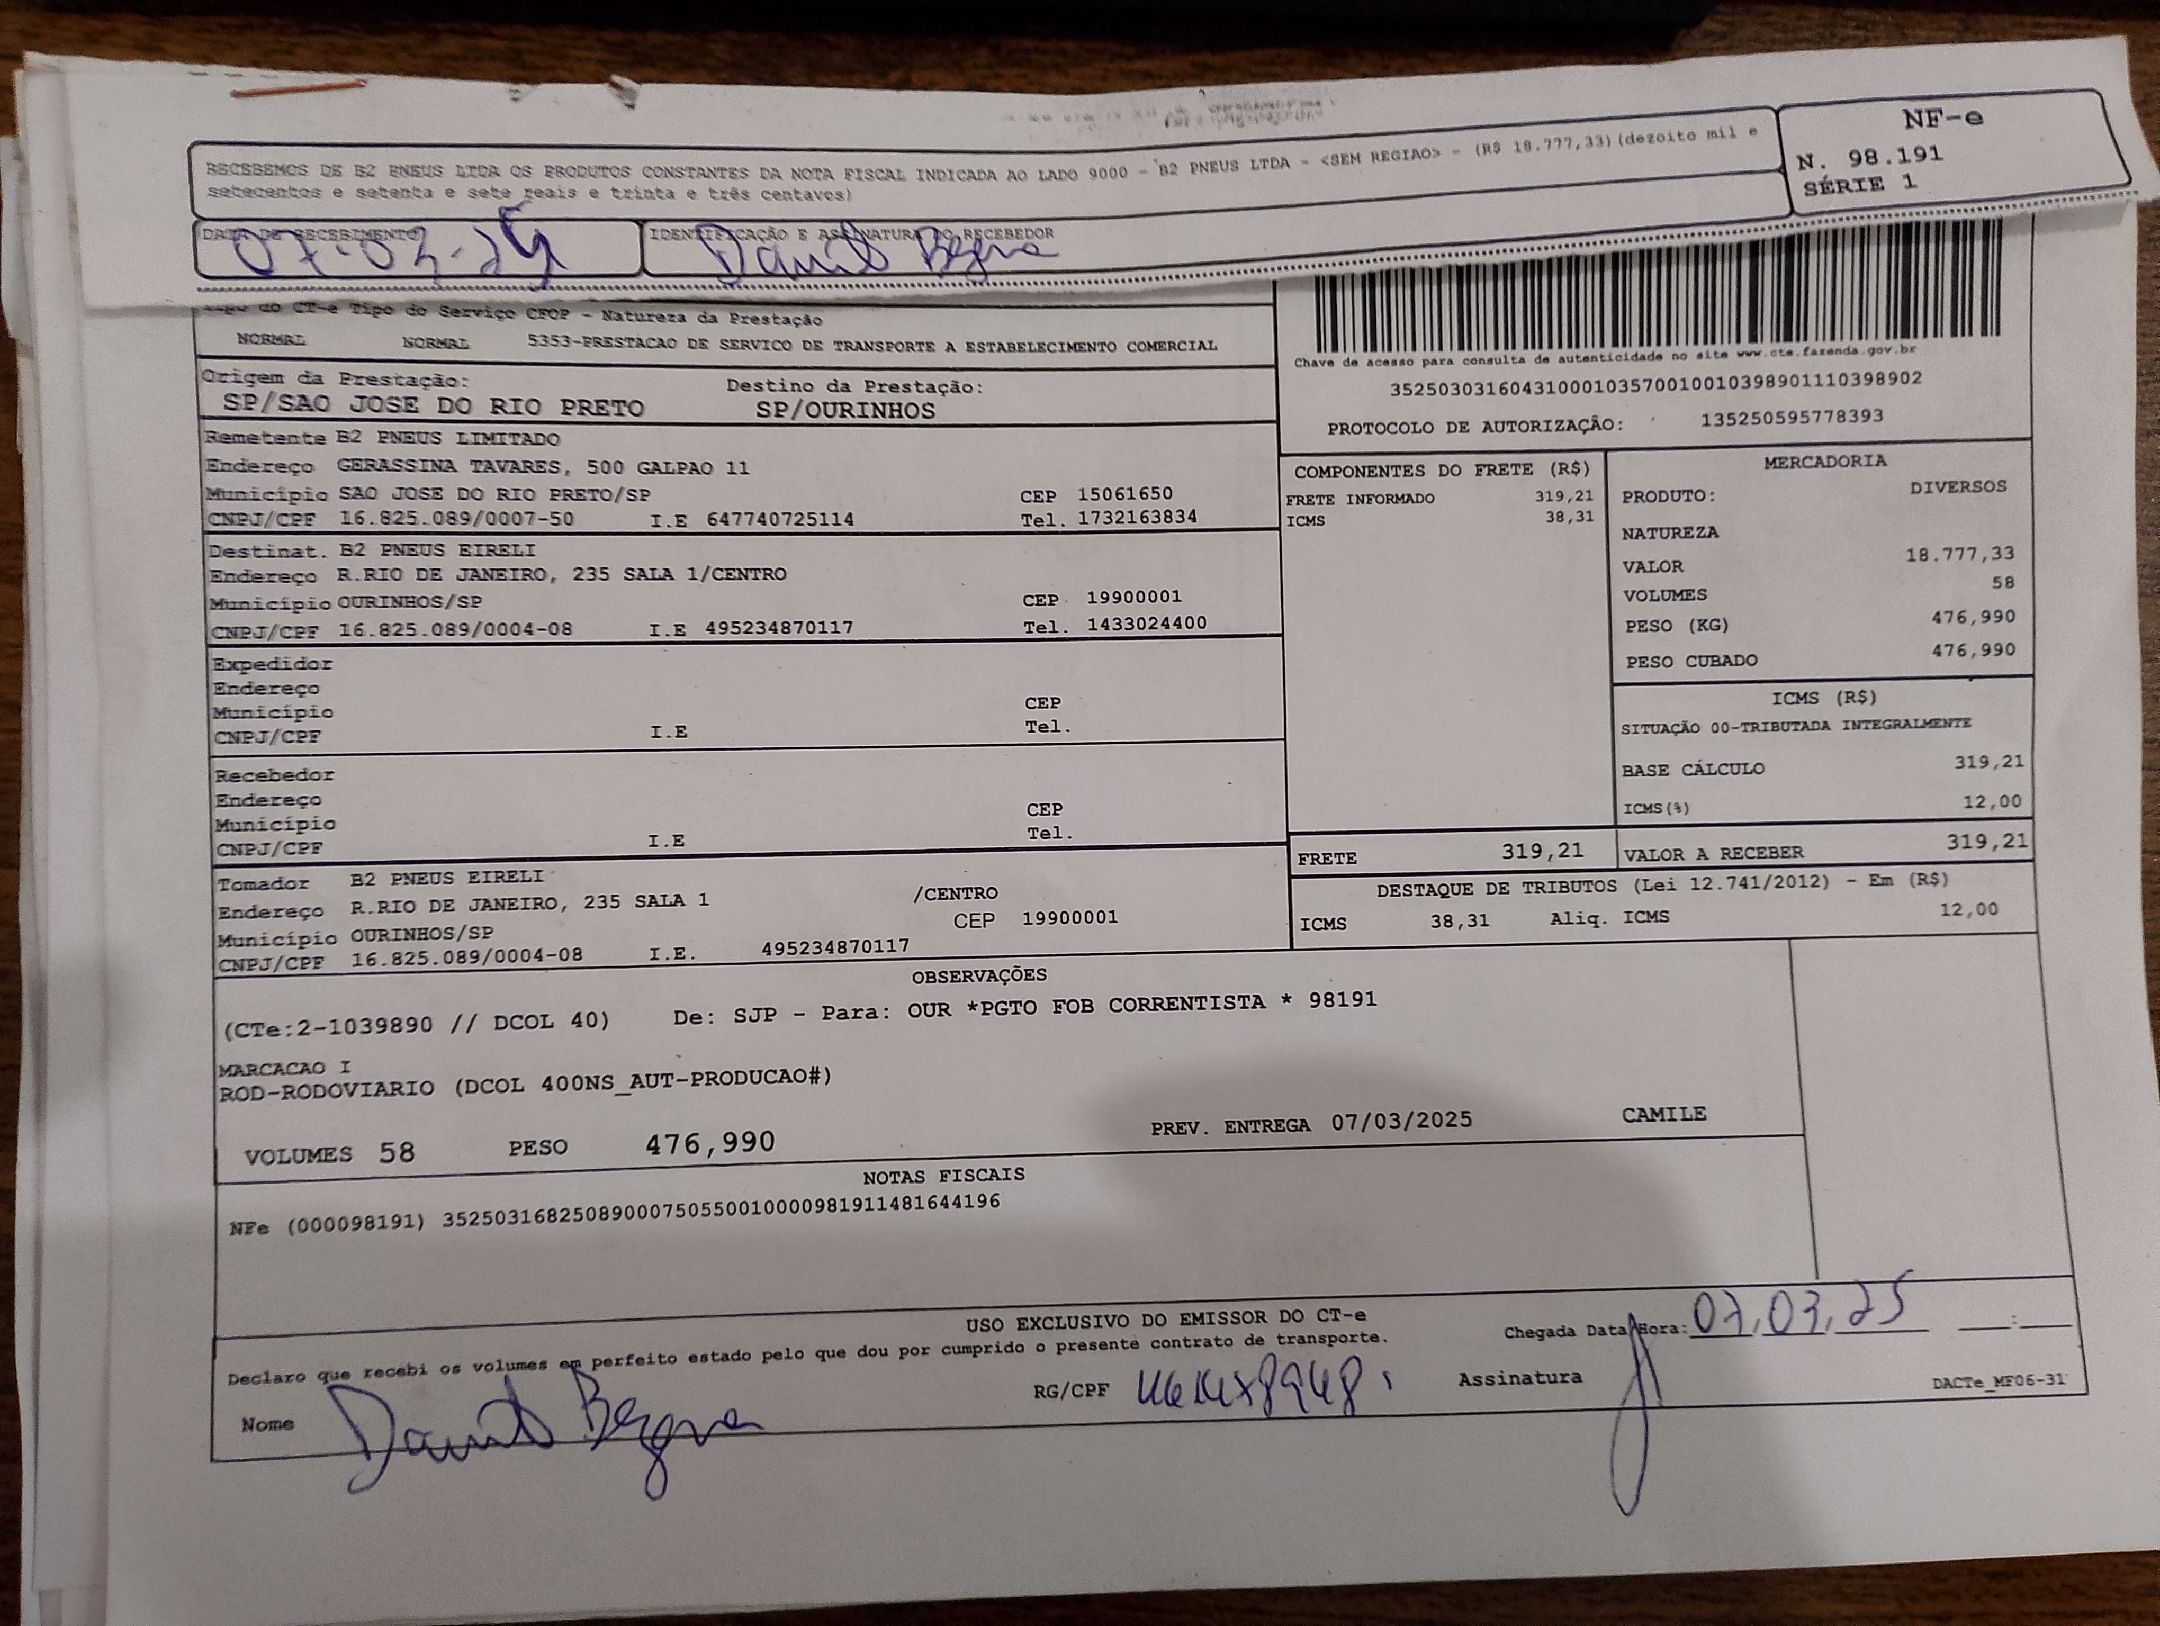 RECEBEMOS DE B2 PNEUS LTDA OS PRODUTOS CONSTANTES DA NOTA FISCAL INDICADA AO LADO 9000 - B2 PNEUS LTDA - <SEM REGIAO> - (R$ 18.777,33) (dezoito mil e
setecentos e setenta e sete reais e trinta e três centavos)
NF-e
N. 98.191
SÉRIE 1
DATA DE RECEBIMENTO
IDENTIFICAÇÃO E ASSINATURA DO RECEBEDOR
do CT-e Tipo do Serviço CFOP - Natureza da Prestação
NORMAL NORMAL 5353-PRESTACAO DE SERVICO DE TRANSPORTE A ESTABELECIMENTO COMERCIAL
Origem da Prestação: Destino da Prestação:
SP/SAO JOSE DO RIO PRETO SP/OURINHOS
Chave de acesso para consulta de autenticidade no site www.cte.fazenda.gov.br
35250303160431000103570010010398901110398902
PROTOCOLO DE AUTORIZAÇÃO: 135250595778393
Remetente B2 PNEUS LIMITADO
Endereço GERASSINA TAVARES, 500 GALPAO 11
Município SAO JOSE DO RIO PRETO/SP CEP 15061650
CNPJ/CPF 16.825.089/0007-50 I.E 647740725114 Tel. 1732163834
Destinat. B2 PNEUS EIRELI
Endereço R.RIO DE JANEIRO, 235 SALA 1/CENTRO
Município OURINHOS/SP CEP 19900001
CNPJ/CPF 16.825.089/0004-08 I.E 495234870117 Tel. 1433024400
Expedidor
Endereço
Município CEP
CNPJ/CPF I.E Tel.
Recebedor
Endereço
Município CEP
CNPJ/CPF I.E Tel.
Tomador B2 PNEUS EIRELI
Endereço R.RIO DE JANEIRO, 235 SALA 1 /CENTRO
Município OURINHOS/SP CEP 19900001
CNPJ/CPF 16.825.089/0004-08 I.E. 495234870117
COMPONENTES DO FRETE (R$)
FRETE INFORMADO 319,21
ICMS 38,31
MERCADORIA
PRODUTO: DIVERSOS
NATUREZA
VALOR 18.777,33
VOLUMES 58
PESO (KG) 476,990
PESO CUBADO 476,990
ICMS (R$)
SITUAÇÃO 00-TRIBUTADA INTEGRALMENTE
BASE CÁLCULO 319,21
ICMS(%) 12,00
FRETE 319,21 VALOR A RECEBER 319,21
DESTAQUE DE TRIBUTOS (Lei 12.741/2012) - Em (R$)
ICMS 38,31 Aliq. ICMS 12,00
OBSERVAÇÕES
(CTe:2-1039890 // DCOL 40) De: SJP - Para: OUR *PGTO FOB CORRENTISTA * 98191
MARCACAO I
ROD-RODOVIARIO (DCOL 400NS_AUT-PRODUCAO#)
VOLUMES 58 PESO 476,990 PREV. ENTREGA 07/03/2025 CAMILE
NOTAS FISCAIS
NFe (000098191) 35250316825089000750550010000981911481644196
USO EXCLUSIVO DO EMISSOR DO CT-e
Declaro que recebi os volumes em perfeito estado pelo que dou por cumprido o presente contrato de transporte.
Chegada Data/Hora: 07,03,25 :
Nome RG/CPF Assinatura
DACTe_MF06-31